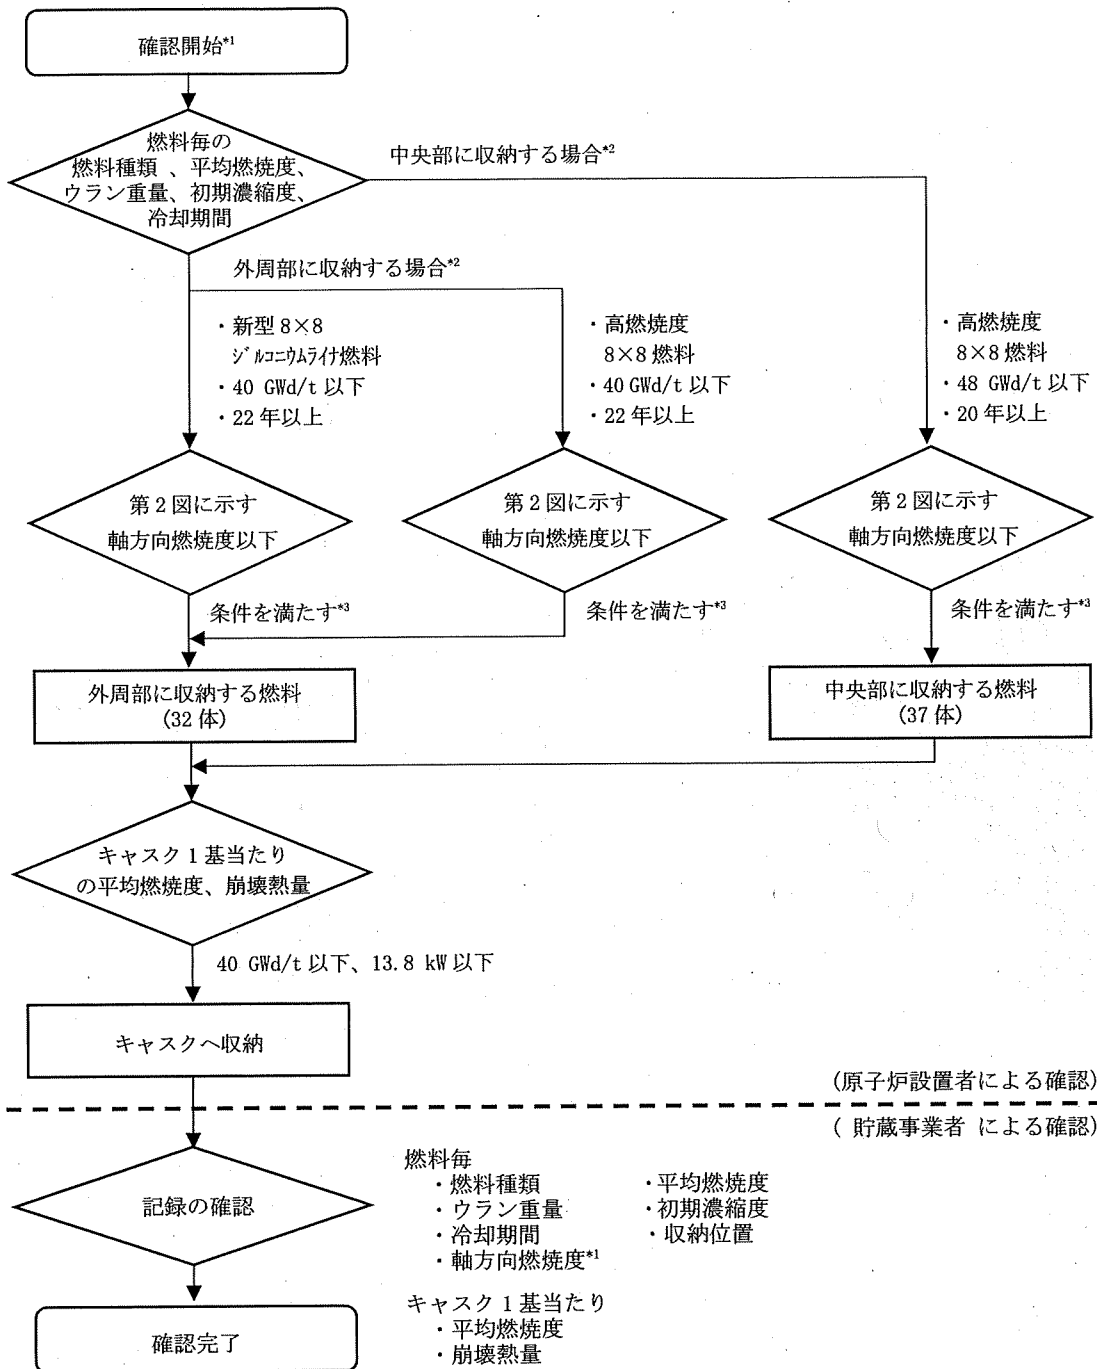 確認開始*1
燃料毎の
燃料種類 、平均燃焼度、
ウラン重量、初期濃縮度、
冷却期間
中央部に収納する場合*2
外周部に収納する場合*2
・新型 8×8
ジルコニウムライナ燃料
・40 GWd/t 以下
・22 年以上
・高燃焼度
8×8 燃料
・40 GWd/t 以下
・22 年以上
・高燃焼度
8×8 燃料
・48 GWd/t 以下
・20 年以上
第 2 図に示す
軸方向燃焼度以下
第 2 図に示す
軸方向燃焼度以下
第 2 図に示す
軸方向燃焼度以下
条件を満たす*3
条件を満たす*3
条件を満たす*3
外周部に収納する燃料
(32 体)
中央部に収納する燃料
(37 体)
キャスク 1 基当たり
の平均燃焼度、崩壊熱量
40 GWd/t 以下、13.8 kW 以下
キャスクへ収納
(原子炉設置者による確認)
( 貯蔵事業者 による確認)
記録の確認
燃料毎
・燃料種類
・平均燃焼度
・ウラン重量
・初期濃縮度
・冷却期間
・収納位置
・軸方向燃焼度*1
キャスク 1 基当たり
・平均燃焼度
・崩壊熱量
確認完了